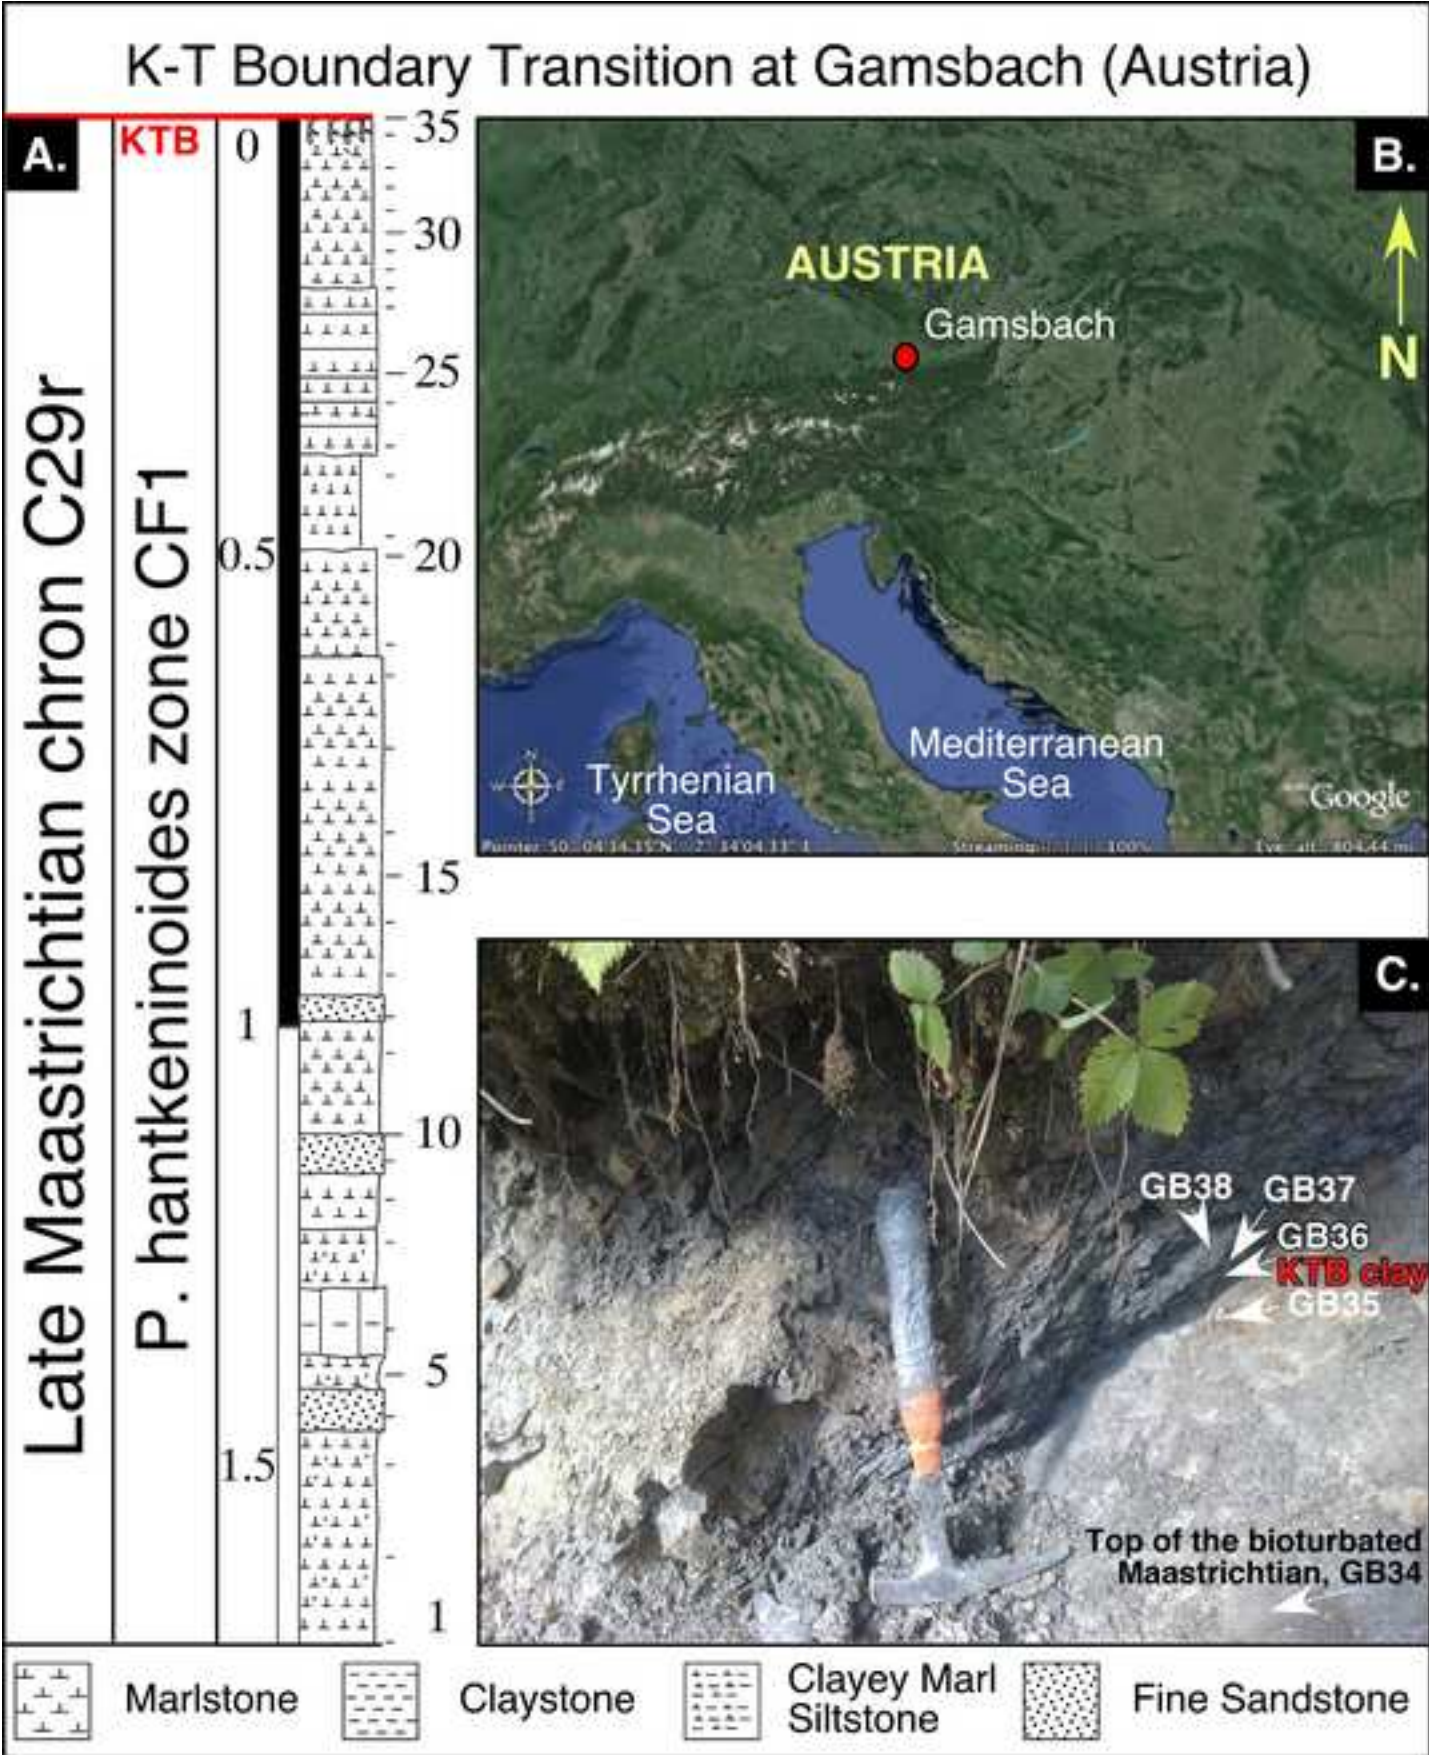 K-T Boundary Transition at Gamsbach (Austria)
A.
Late Maastrichtian chron C29r
KTB
P. hantkeninoides zone CF1
0
0.5
1
1.5
35
30
25
20
15
10
5
1
B.
AUSTRIA
Gamsbach
N
N
W
E
Tyrrhenian
Sea
Mediterranean
Sea
Google
Streaming 100%
C.
GB38 GB37
GB36
KTB clay
GB35
Top of the bioturbated
Maastrichtian, GB34
Marlstone
Claystone
Clayey Marl
Siltstone
Fine Sandstone